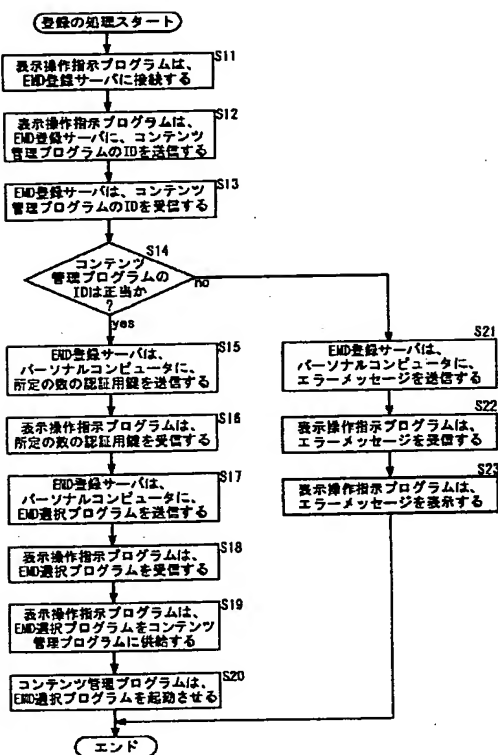 登録の処理スタート
S11
表示操作指示プログラムは、
EMD登録サーバに接続する
S12
表示操作指示プログラムは、
EMD登録サーバに、コンテンツ
管理プログラムのIDを送信する
S13
EMD登録サーバは、コンテンツ
管理プログラムのIDを受信する
S14
コンテンツ
管理プログラムの
IDは正当か
?
no
yes
S15
EMD登録サーバは、
パーソナルコンピュータに、
所定の数の認証用鍵を送信する
S16
表示操作指示プログラムは、
所定の数の認証用鍵を受信する
S17
EMD登録サーバは、
パーソナルコンピュータに、
EMD選択プログラムを送信する
S18
表示操作指示プログラムは、
EMD選択プログラムを受信する
S19
表示操作指示プログラムは、
EMD選択プログラムをコンテンツ
管理プログラムに供給する
S20
コンテンツ管理プログラムは、
EMD選択プログラムを起動させる
S21
EMD登録サーバは、
パーソナルコンピュータに、
エラーメッセージを送信する
S22
表示操作指示プログラムは、
エラーメッセージを受信する
S23
表示操作指示プログラムは、
エラーメッセージを表示する
エンド